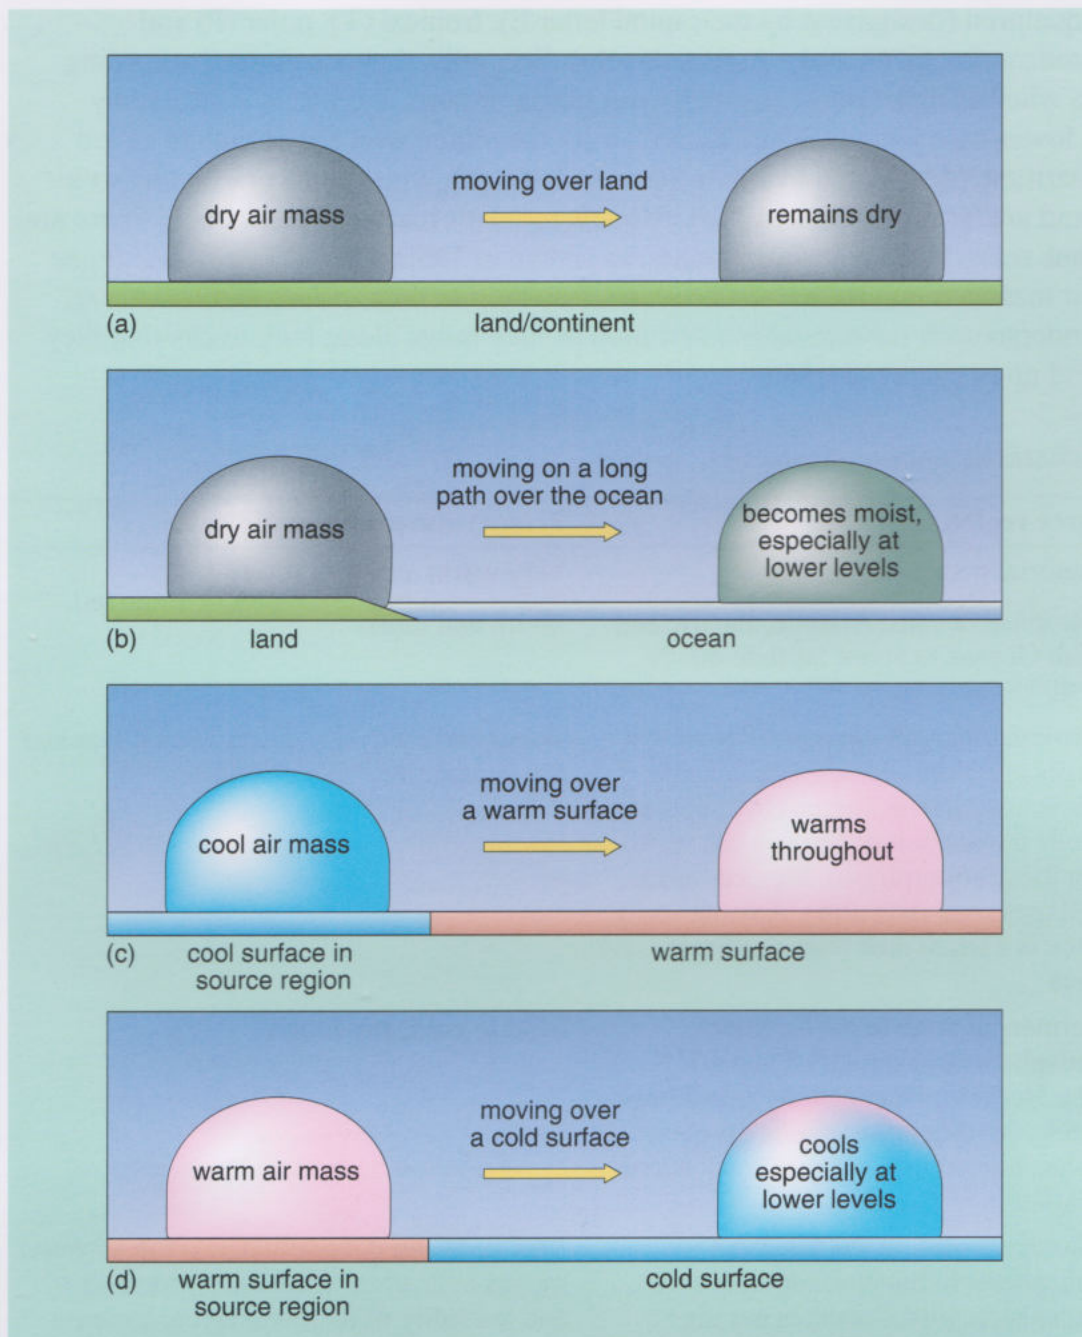 dry air mass
moving over land
remains dry
(a)
land/continent
dry air mass
moving on a long
path over the ocean
becomes moist,
especially at
lower levels
(b)
land
ocean
cool air mass
moving over
a warm surface
warms
throughout
(c)
cool surface in
source region
warm surface
warm air mass
moving over
a cold surface
cools
especially at
lower levels
(d)
warm surface in
source region
cold surface